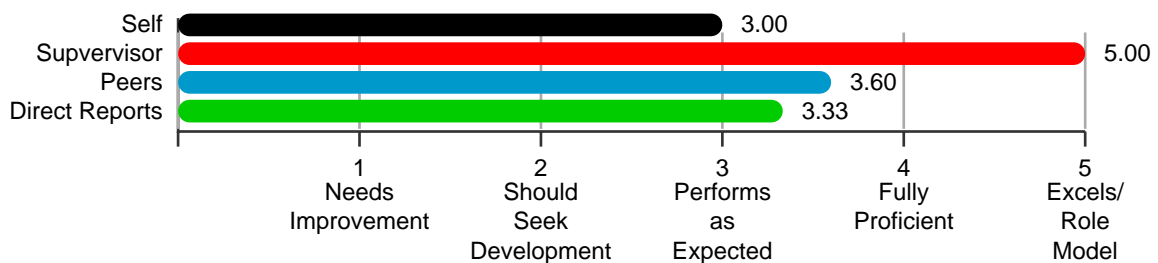 Self 3.00
Supvervisor 5.00
Peers 3.60
Direct Reports 3.33
1 2 3 4 5
Needs Should Performs Fully Excels/
Improvement Seek as Proficient Role
Development Expected Model